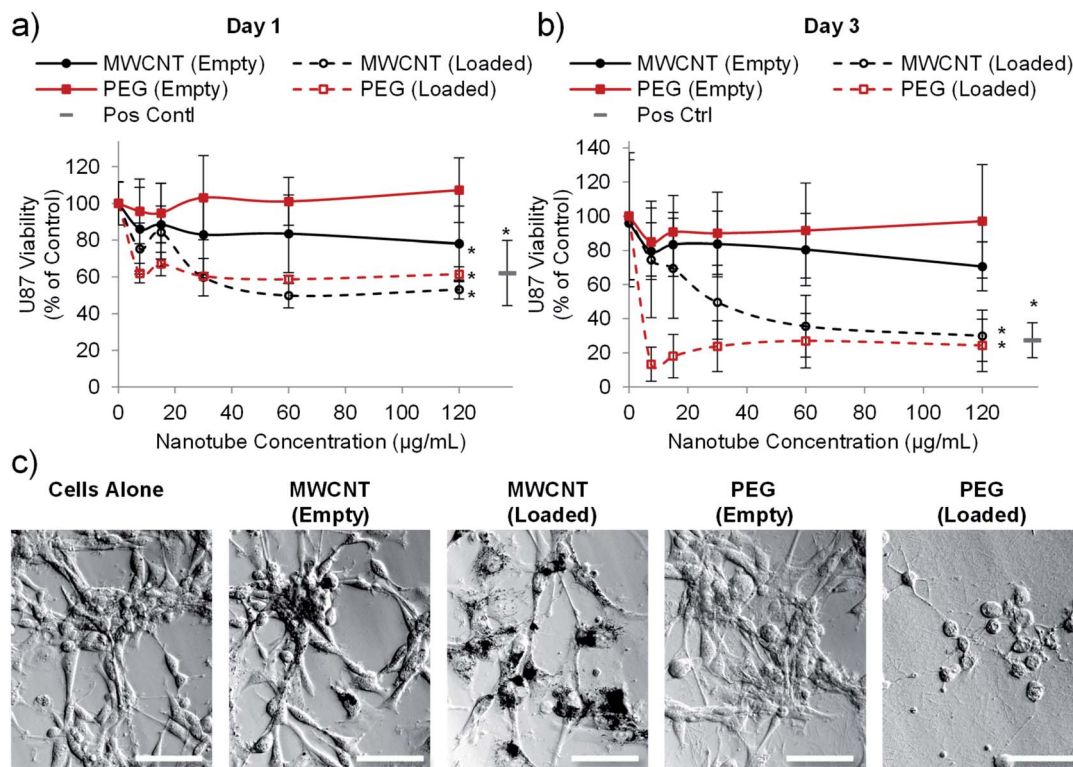 a)
Day 1
MWCNT (Empty)
MWCNT (Loaded)
PEG (Empty)
PEG (Loaded)
Pos Contl
U87 Viability
(% of Control)
120
100
80
60
40
20
0
*
*
*
*
0 20 40 60 80 100 120
Nanotube Concentration (µg/mL)
b)
Day 3
MWCNT (Empty)
MWCNT (Loaded)
PEG (Empty)
PEG (Loaded)
Pos Ctrl
U87 Viability
(% of Control)
140
120
100
80
60
40
20
0
*
*
*
0 20 40 60 80 100 120
Nanotube Concentration (µg/mL)
c)
Cells Alone
MWCNT
(Empty)
MWCNT
(Loaded)
PEG
(Empty)
PEG
(Loaded)